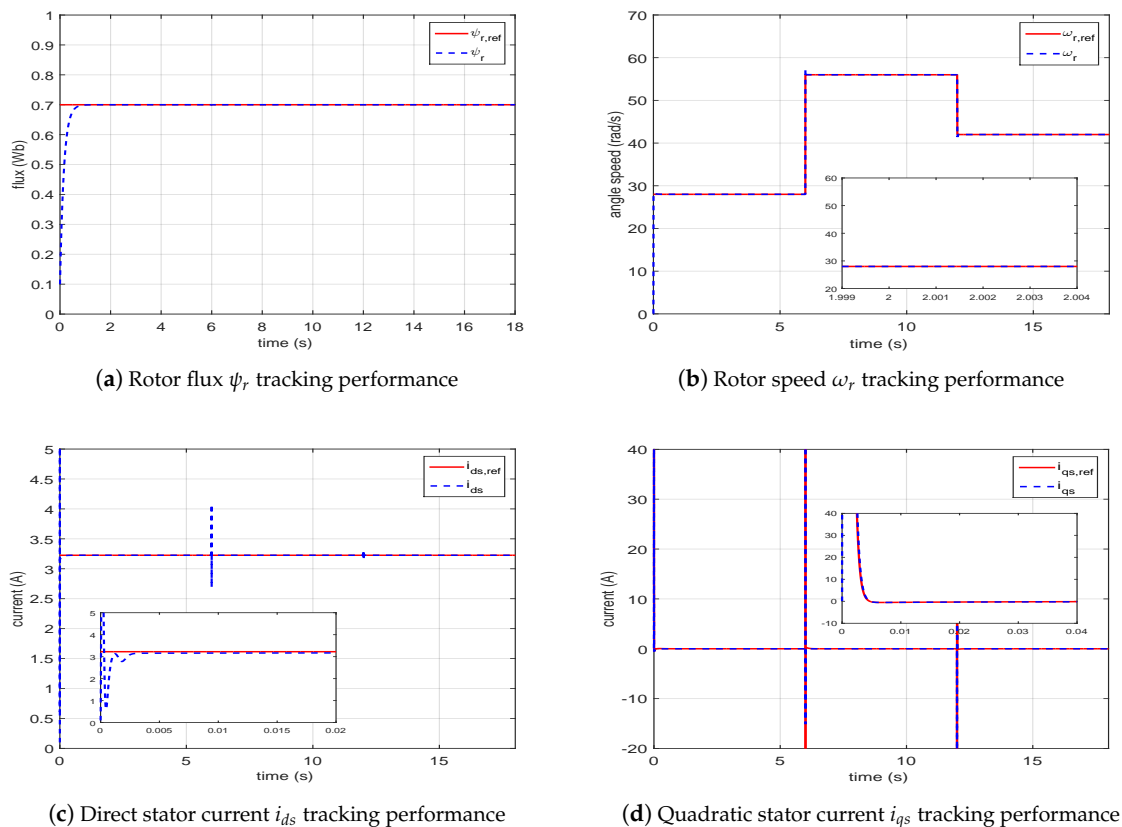 1
0.9
0.8
0.7
0.6
0.5
0.4
0.3
0.2
0.1
0
0 2 4 6 8 10 12 14 16 18
flux (Wb)
time (s)
ψr,ref
ψr
(a) Rotor flux ψr tracking performance
70
60
50
40
30
20
10
0
0 5 10 15
angle speed (rad/s)
time (s)
ωr,ref
ωr
60
50
40
30
20
1.999 2 2.001 2.002 2.003 2.004
(b) Rotor speed ωr tracking performance
5
4.5
4
3.5
3
2.5
2
1.5
1
0.5
0
0 2 4 6 8 10 12 14 16
current (A)
time (s)
ids,ref
ids
5
4
3
2
1
0
0 0.005 0.01 0.015 0.02
(c) Direct stator current ids tracking performance
40
30
20
10
0
-10
-20
0 5 10 15
current (A)
time (s)
iqs,ref
iqs
40
30
20
10
0
-10
0 0.01 0.02 0.03 0.04
(d) Quadratic stator current iqs tracking performance